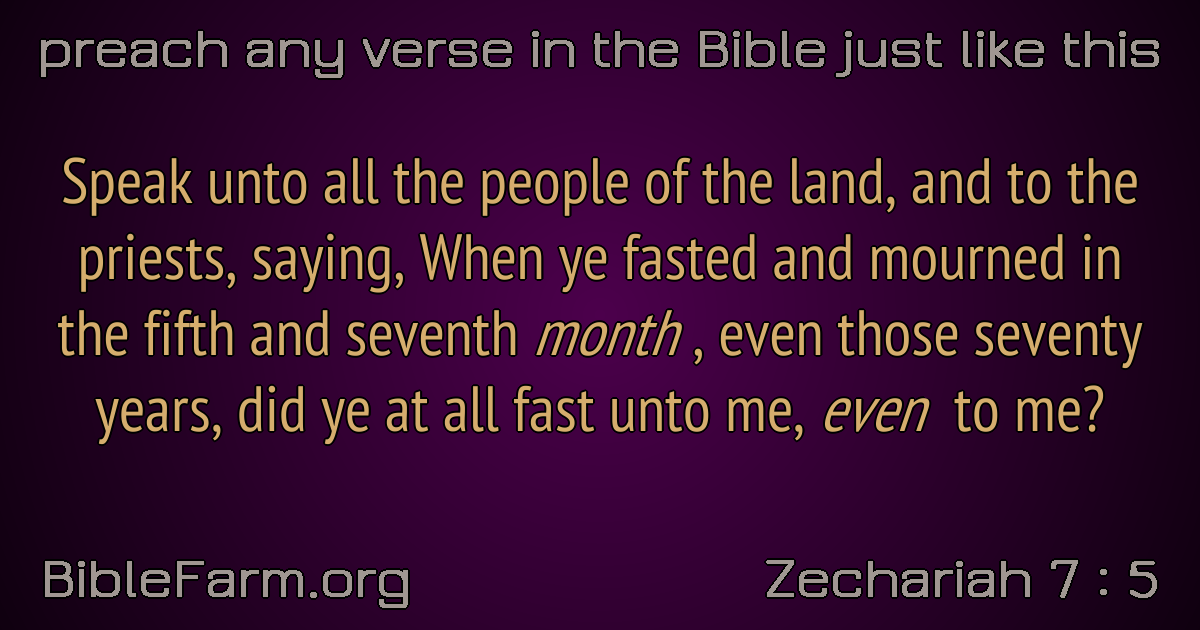 preach any verse in the Bible just like this
Speak unto all the people of the land, and to the
priests, saying, When ye fasted and mourned in
the fifth and seventh month , even those seventy
years, did ye at all fast unto me, even to me?
BibleFarm.org
Zechariah 7 : 5